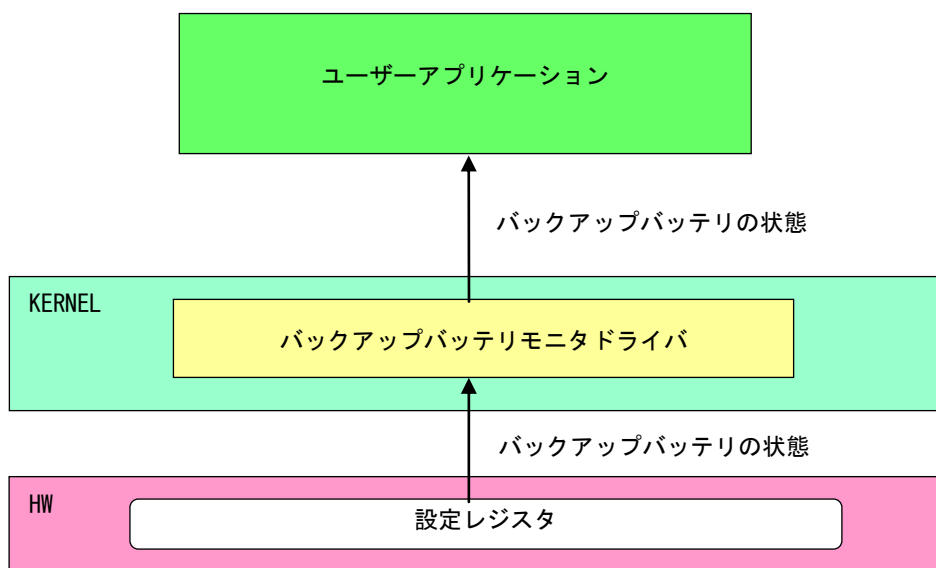 ユーザーアプリケーション
バックアップバッテリの状態
KERNEL
バックアップバッテリモニタドライバ
バックアップバッテリの状態
HW
設定レジスタ